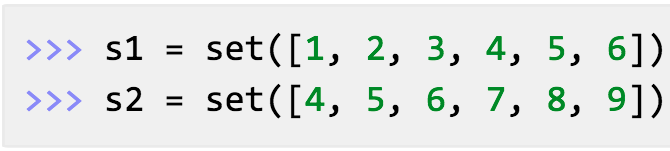 >>> s1 = set([1, 2, 3, 4, 5, 6])
>>> s2 = set([4, 5, 6, 7, 8, 9])